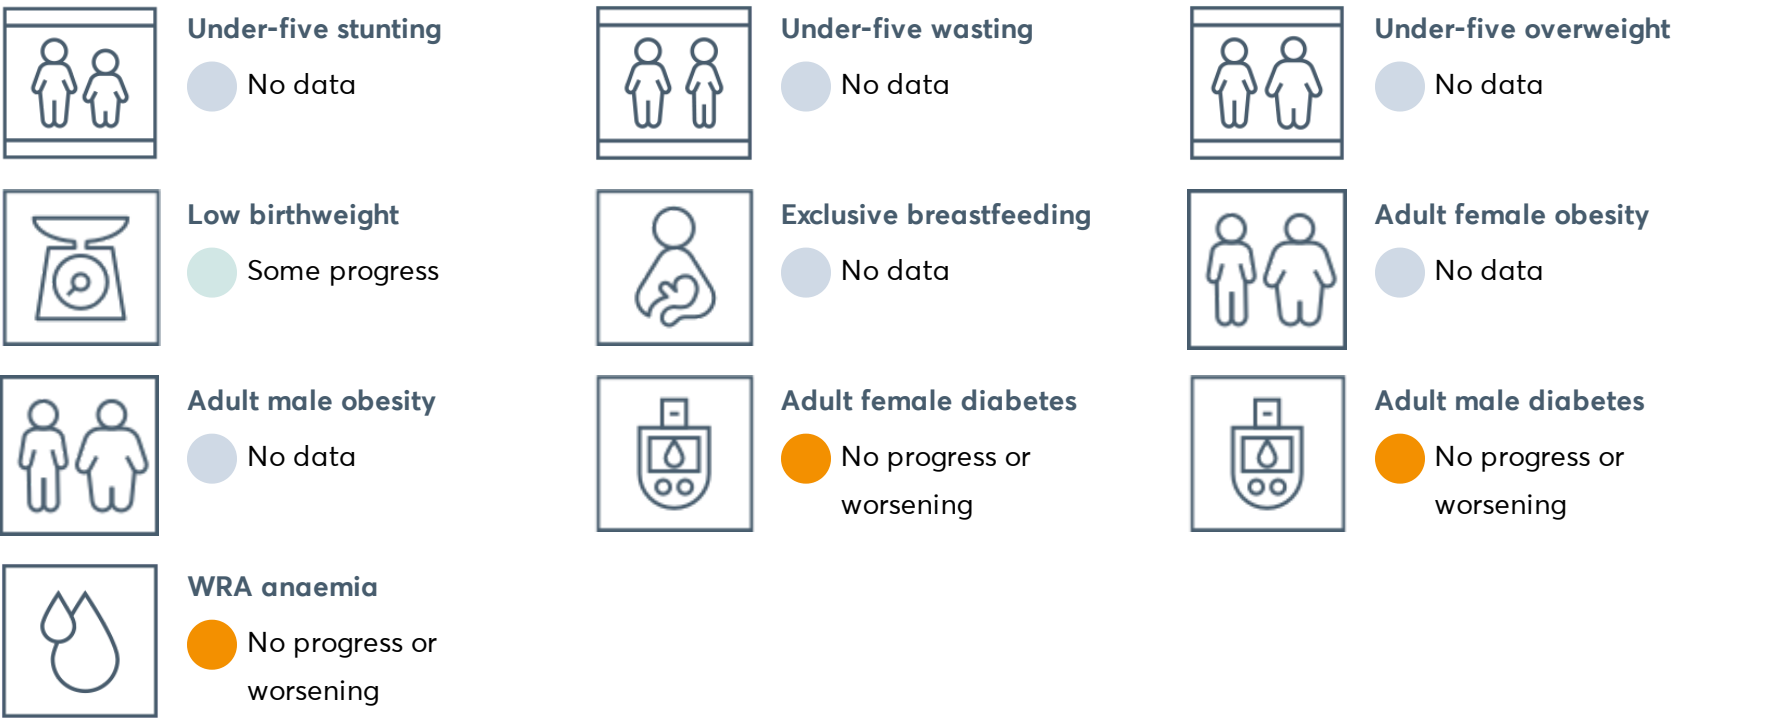 Under-five stunting
No data
Under-five wasting
No data
Under-five overweight
No data
Low birthweight
Some progress
Exclusive breastfeeding
No data
Adult female obesity
No data
Adult male obesity
No data
Adult female diabetes
No progress or
worsening
Adult male diabetes
No progress or
worsening
WRA anaemia
No progress or
worsening